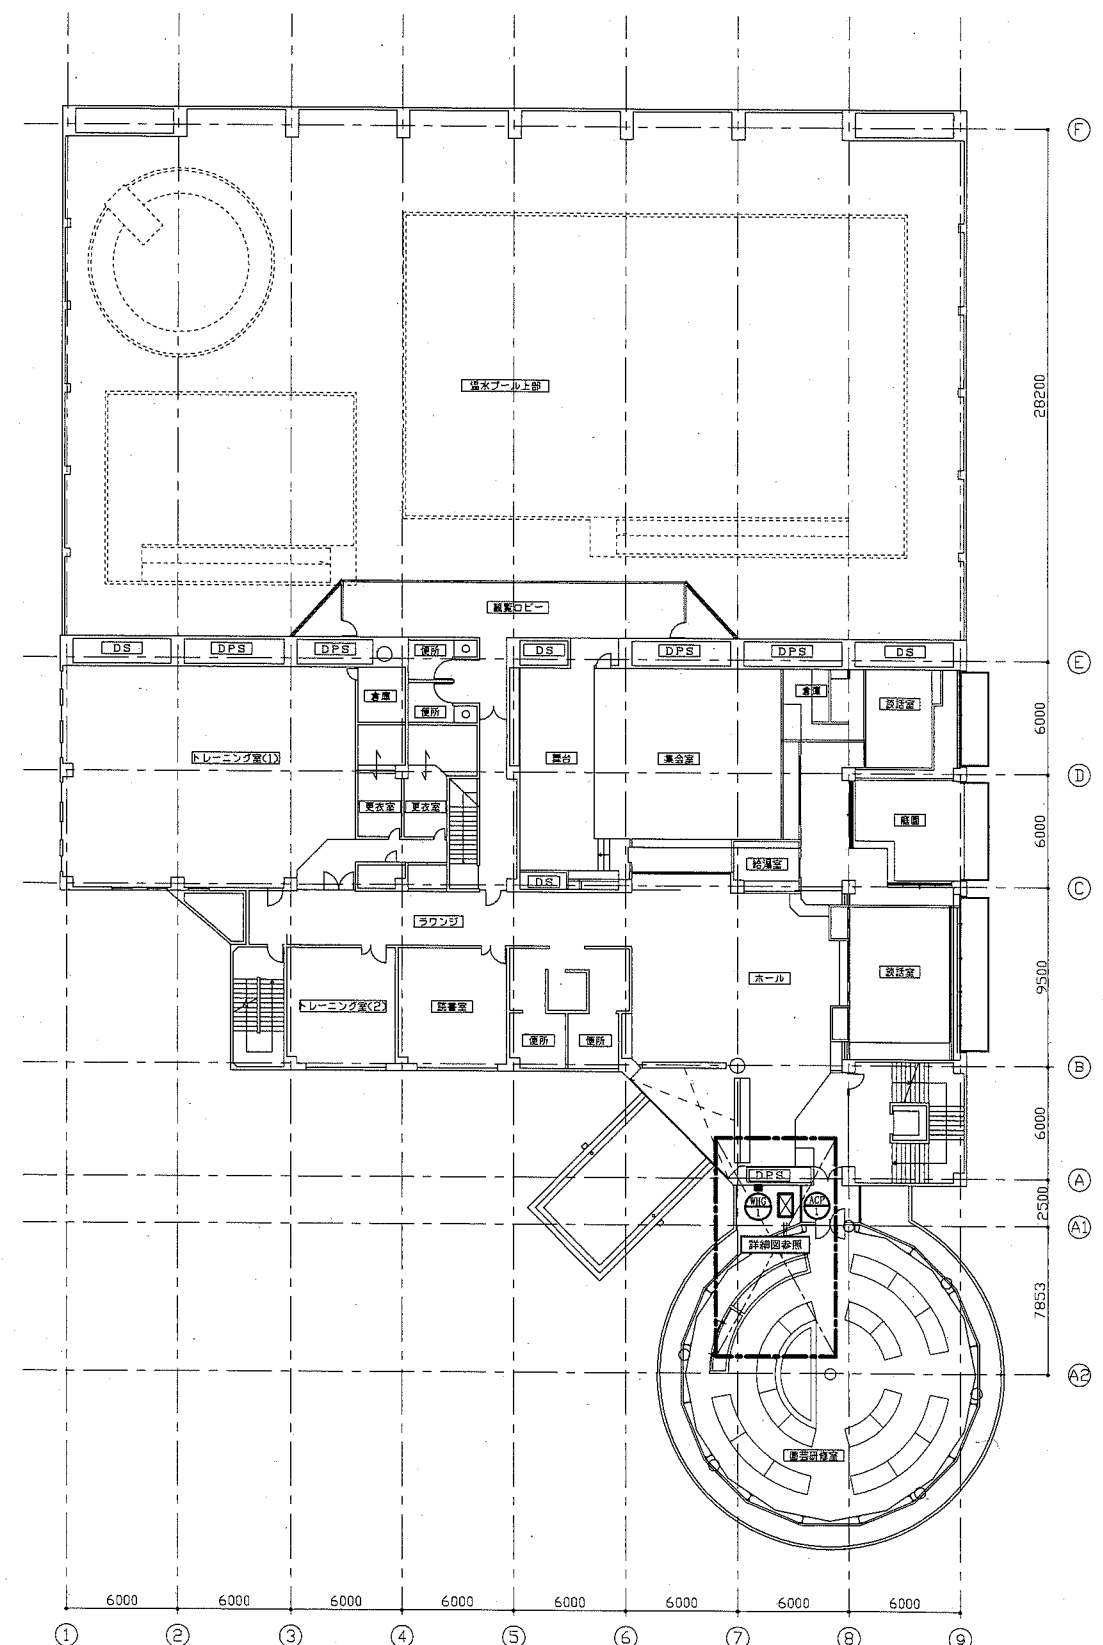 F
28200
温水プール上部
観覧ロビー
DS
DPS
DPS
便所
DS
DPS
DPS
DS
E
倉庫
便所
倉庫
談話室
6000
トレーニング室(1)
舞台
集会室
D
更衣室
更衣室
庭園
6000
給湯室
DS
C
ラウンジ
ホール
談話室
9500
トレーニング室(2)
読書室
便所
便所
B
6000
DPS
A
WHG
1
ACP
1
2500
A1
詳細図参照
7853
A2
園芸研修室
6000
6000
6000
6000
6000
6000
6000
6000
1
2
3
4
5
6
7
8
9